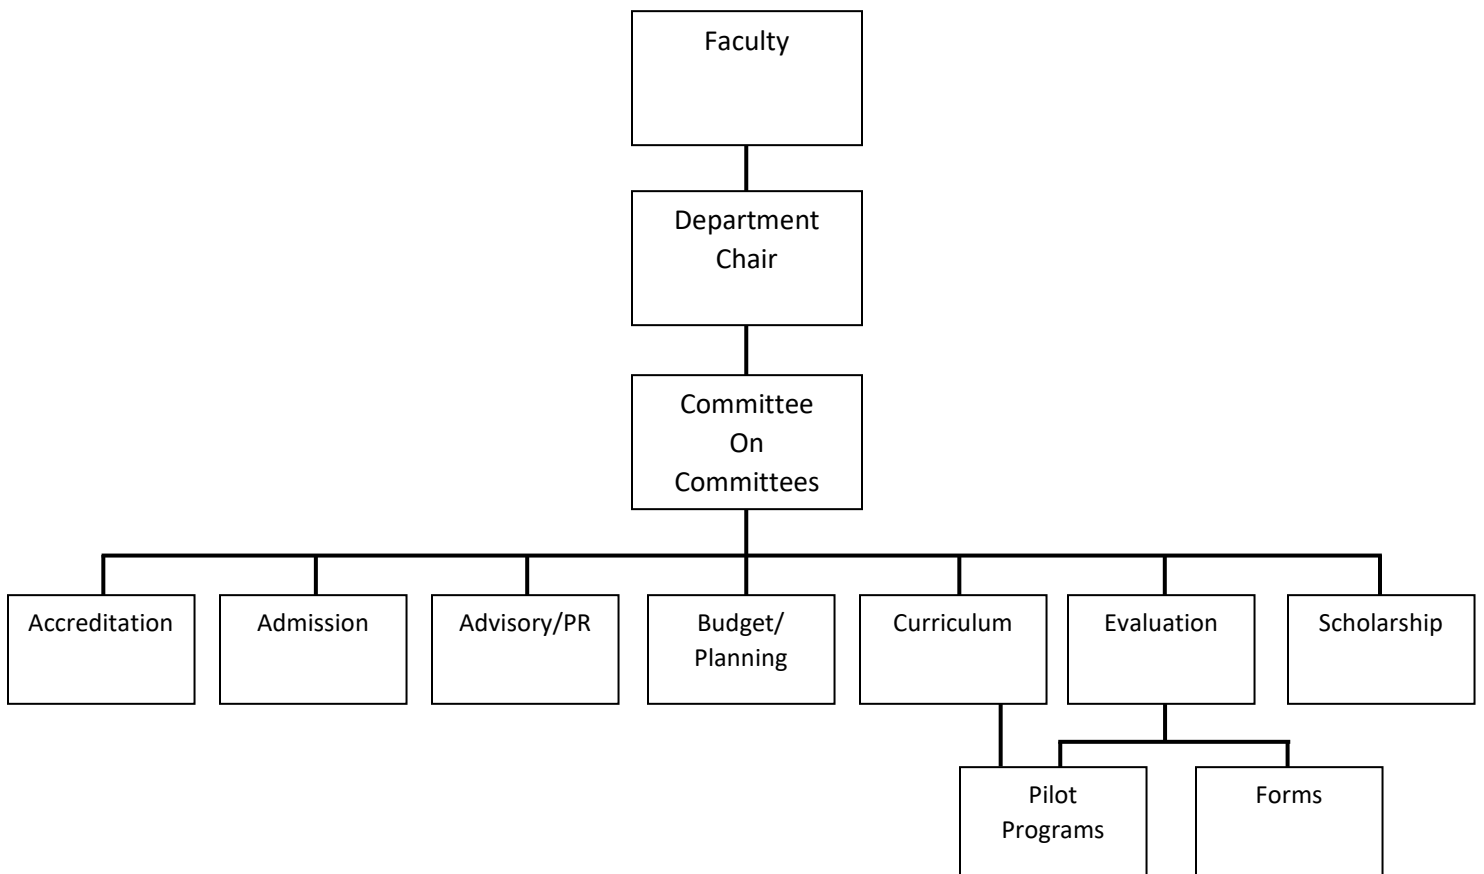 Faculty
Department
Chair
Committee
On
Committees
Accreditation
Admission
Advisory/PR
Budget/
Planning
Curriculum
Evaluation
Scholarship
Pilot
Programs
Forms